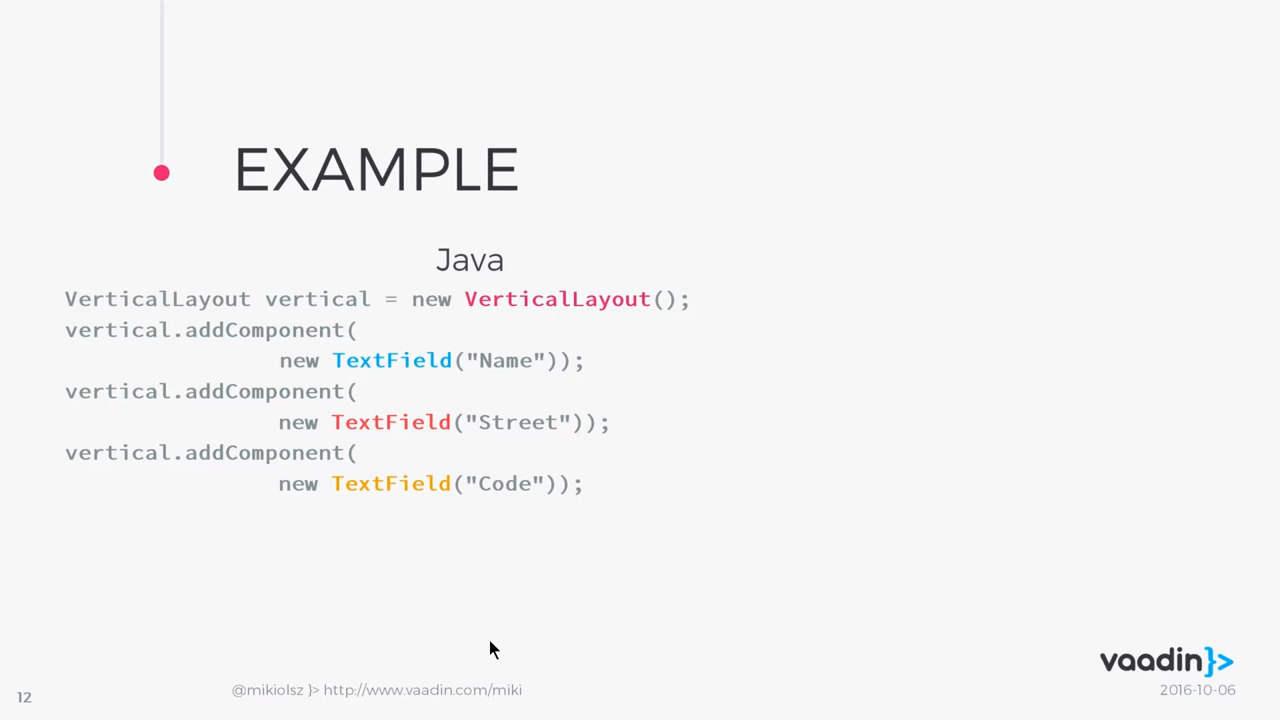 EXAMPLE
Java
VerticalLayout vertical = new VerticalLayout();
vertical.addComponent(
new TextField("Name"));
vertical.addComponent(
new TextField("Street"));
vertical.addComponent(
new TextField("Code"));
vaadin}>
12
@mikiolsz }> http://www.vaadin.com/miki
2016-10-06